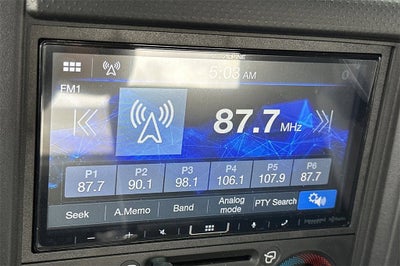 ALPINE
5:03 AM
FM1
87.7 MHz
P1 P2 P3 P4 P5 P6
87.7 90.1 98.1 106.1 107.9 87.7
Seek A.Memo Band Analog mode PTY Search